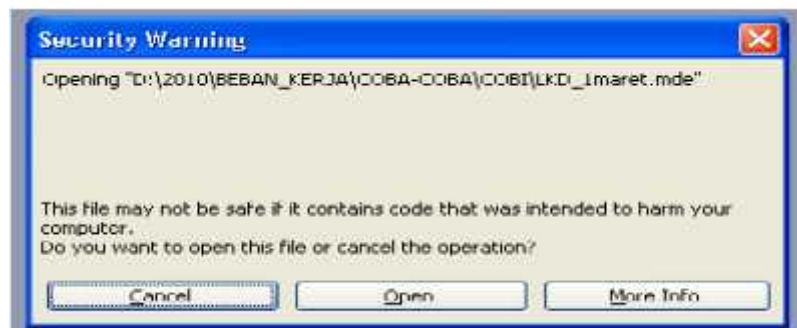 Security Warning
Opening "D:\2010\BEBAN_KERJA\COBA-COBA\COBI\LKD_1maret.mde"
This file may not be safe if it contains code that was intended to harm your
computer.
Do you want to open this file or cancel the operation?
Cancel Open More Info